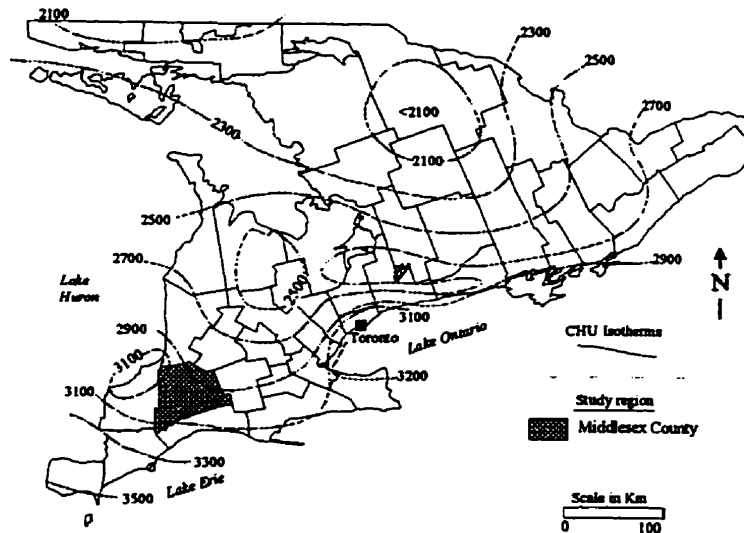 2100
2300
2500
2700
<2100
2300
2100
2500
2700
2500
2900
Lake
Huron
N
2900
3100
3100
Toronto
Lake Ontario
CHU Isotherms
3100
3200
Study region
Middlesex County
3300
3500
Lake Erie
Scale in Km
0 100